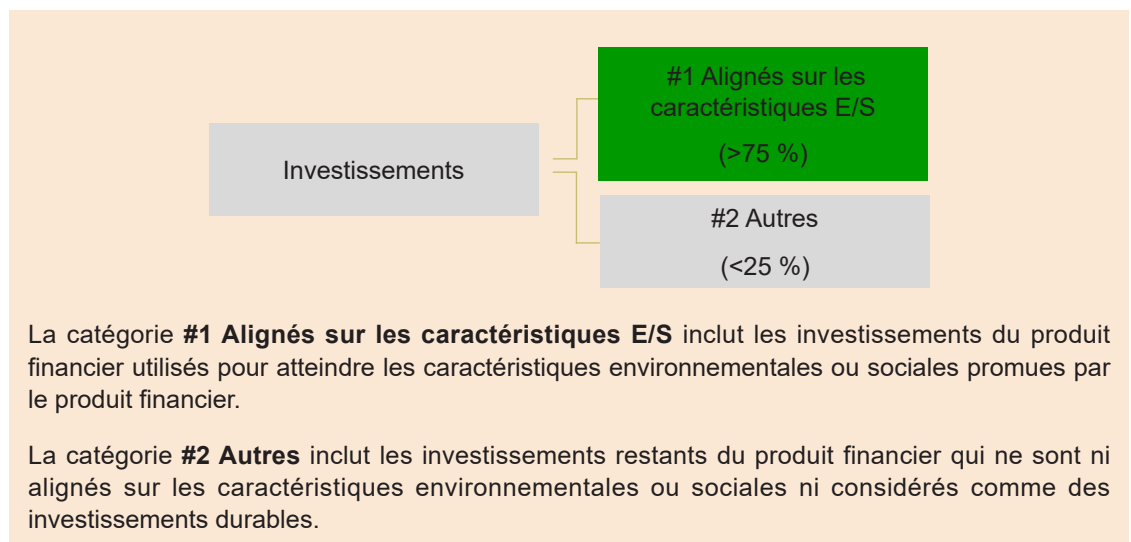 #1 Alignés sur les
caractéristiques E/S
(>75 %)
Investissements
#2 Autres
(<25 %)
La catégorie #1 Alignés sur les caractéristiques E/S inclut les investissements du produit
financier utilisés pour atteindre les caractéristiques environnementales ou sociales promues par
le produit financier.
La catégorie #2 Autres inclut les investissements restants du produit financier qui ne sont ni
alignés sur les caractéristiques environnementales ou sociales ni considérés comme des
investissements durables.